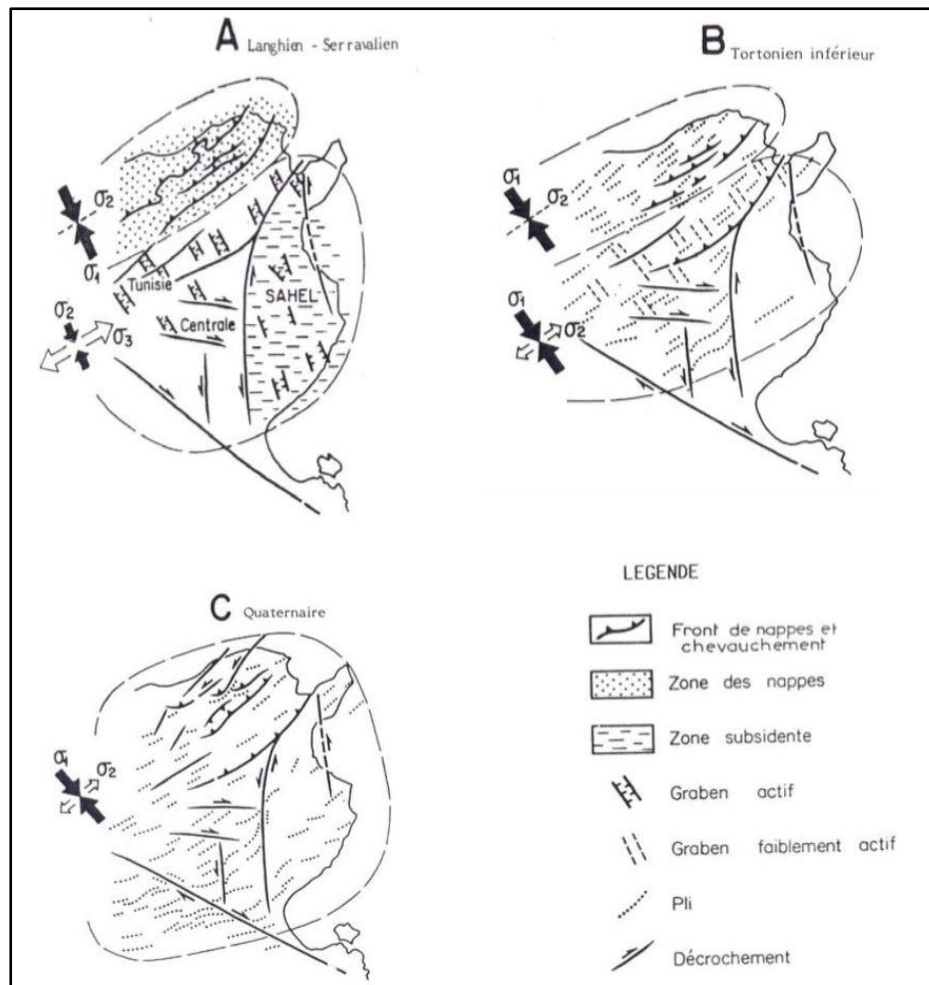 A Langhien - Serravalien
B Tortonien inférieur
σ₂
σ₁
σ₁
σ₂
Tunisie
SAHEL
Centrale
σ₂
σ₃
σ₁
σ₂
C Quaternaire
σ₁
σ₂
LEGENDE
Front de nappes et
chevauchement
Zone des nappes
Zone subsidente
Graben actif
Graben faiblement actif
Pli
Décrochement